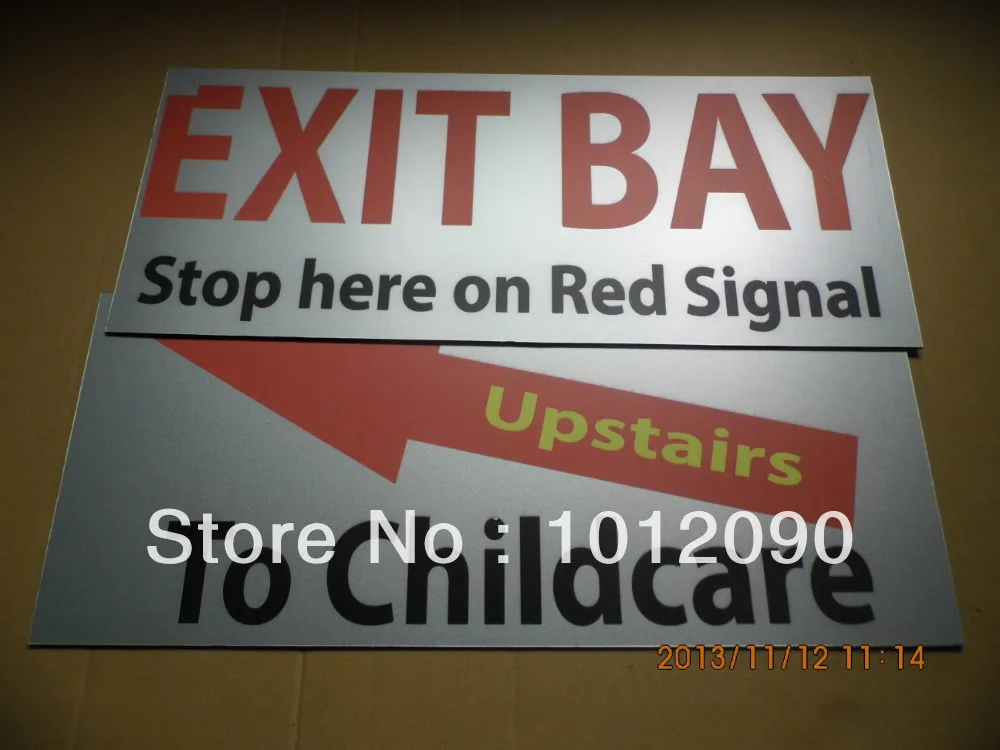 EXIT BAY
Stop here on Red Signal
Upstairs
To Childcare
Store No : 1012090
2013/11/12 11:14